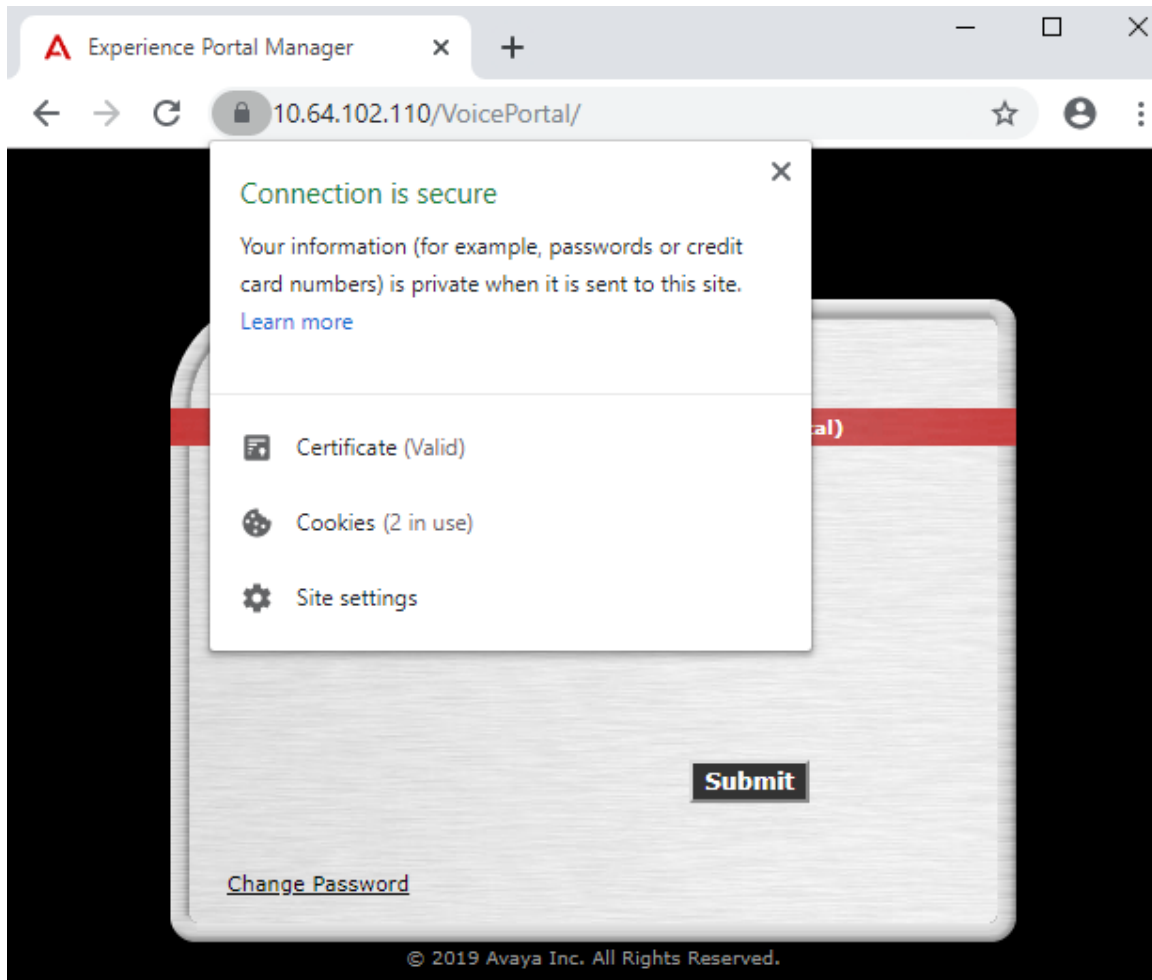 Experience Portal Manager
10.64.102.110/VoicePortal/
Connection is secure
Your information (for example, passwords or credit
card numbers) is private when it is sent to this site.
Learn more
al)
Certificate (Valid)
Cookies (2 in use)
Site settings
Submit
Change Password
© 2019 Avaya Inc. All Rights Reserved.